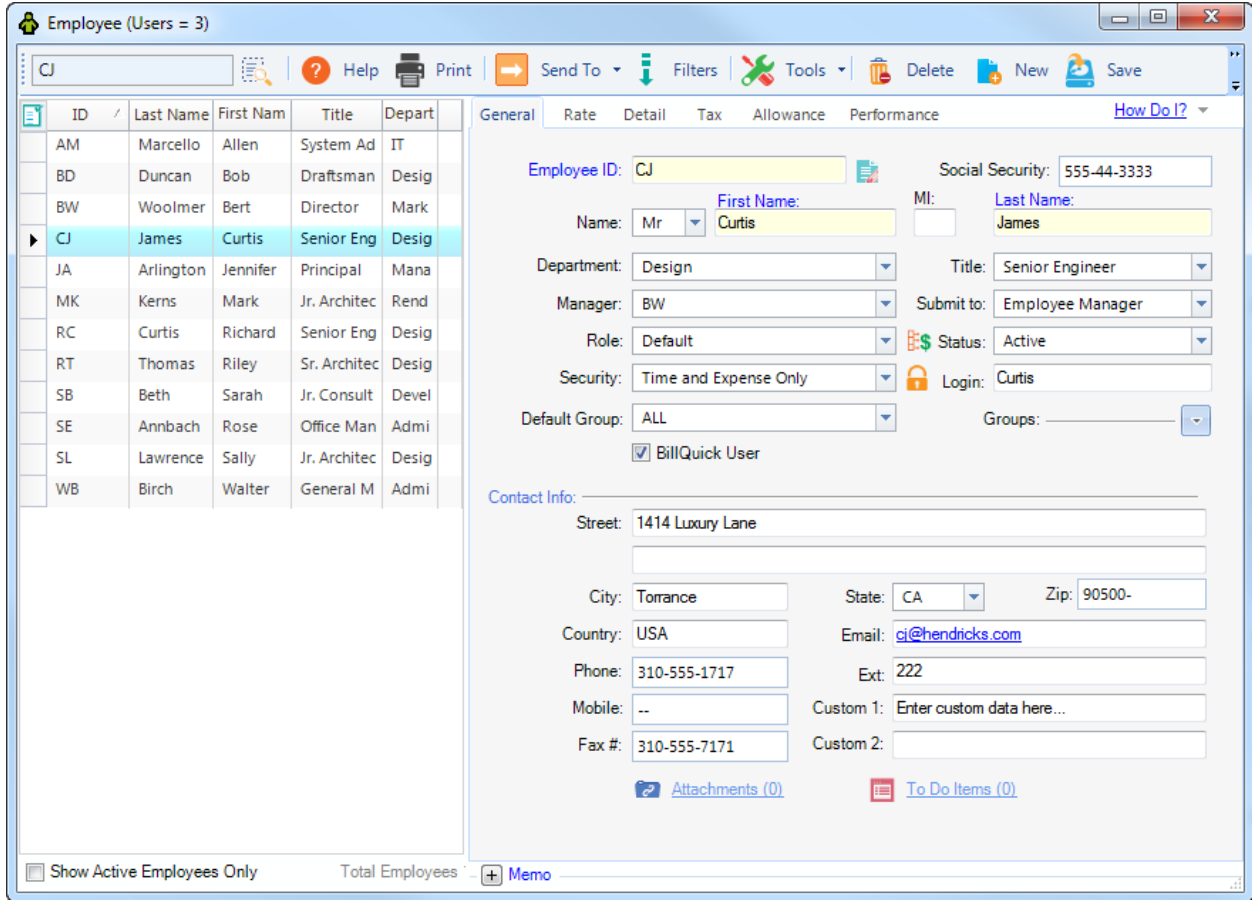 Employee (Users = 3)
CJ Help Print Send To Filters Tools Delete New Save
ID Last Name First Nam Title Depart
AM Marcello Allen System Ad IT
BD Duncan Bob Draftsman Desig
BW Woolmer Bert Director Mark
CJ James Curtis Senior Eng Desig
JA Arlington Jennifer Principal Mana
MK Kerns Mark Jr. Architec Rend
RC Curtis Richard Senior Eng Desig
RT Thomas Riley Sr. Architec Desig
SB Beth Sarah Jr. Consult Devel
SE Annbach Rose Office Man Admi
SL Lawrence Sally Jr. Architec Desig
WB Birch Walter General M Admi
Show Active Employees Only Total Employees
General Rate Detail Tax Allowance Performance How Do I?
Employee ID: CJ Social Security: 555-44-3333
First Name: MI: Last Name:
Name: Mr Curtis James
Department: Design Title: Senior Engineer
Manager: BW Submit to: Employee Manager
Role: Default $ Status: Active
Security: Time and Expense Only Login: Curtis
Default Group: ALL Groups:
BillQuick User
Contact Info:
Street: 1414 Luxury Lane
City: Torrance State: CA Zip: 90500-
Country: USA Email: cj@hendricks.com
Phone: 310-555-1717 Ext: 222
Mobile: -- Custom 1: Enter custom data here...
Fax #: 310-555-7171 Custom 2:
Attachments (0) To Do Items (0)
Memo